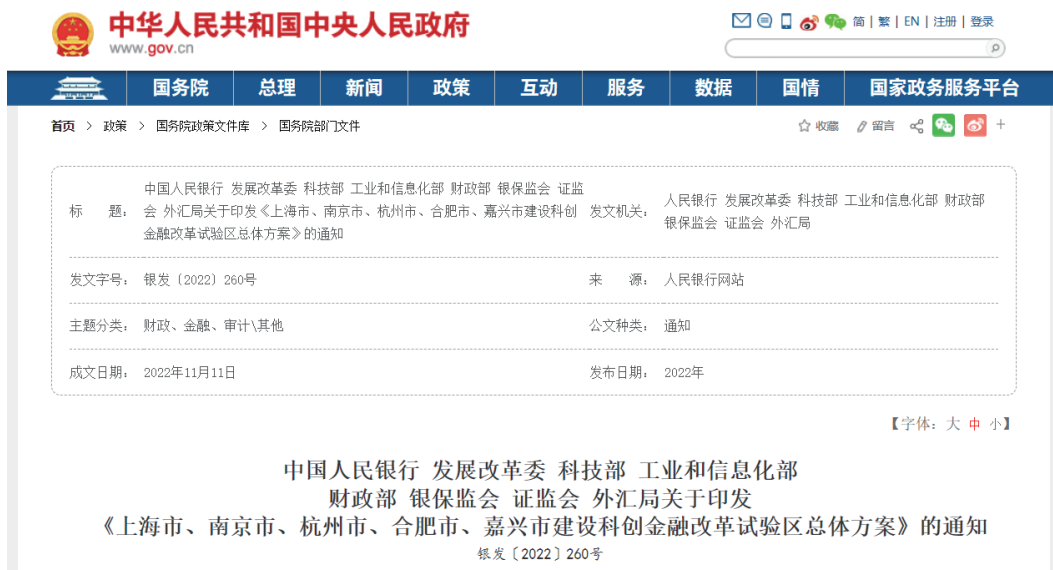 中华人民共和国中央人民政府
www.gov.cn
简 | 繁 | EN | 注册 | 登录
国务院 总理 新闻 政策 互动 服务 数据 国情 国家政务服务平台
首页 > 政策 > 国务院政策文件库 > 国务院部门文件
收藏 留言 +
标 题： 中国人民银行 发展改革委 科技部 工业和信息化部 财政部 银保监会 证监
会 外汇局关于印发《上海市、南京市、杭州市、合肥市、嘉兴市建设科创
金融改革试验区总体方案》的通知
发文机关： 人民银行 发展改革委 科技部 工业和信息化部 财政部
银保监会 证监会 外汇局
发文字号： 银发〔2022〕260号
来 源： 人民银行网站
主题分类： 财政、金融、审计\其他
公文种类： 通知
成文日期： 2022年11月11日
发布日期： 2022年
【字体：大 中 小】
中国人民银行 发展改革委 科技部 工业和信息化部
财政部 银保监会 证监会 外汇局关于印发
《上海市、南京市、杭州市、合肥市、嘉兴市建设科创金融改革试验区总体方案》的通知
银发〔2022〕260号